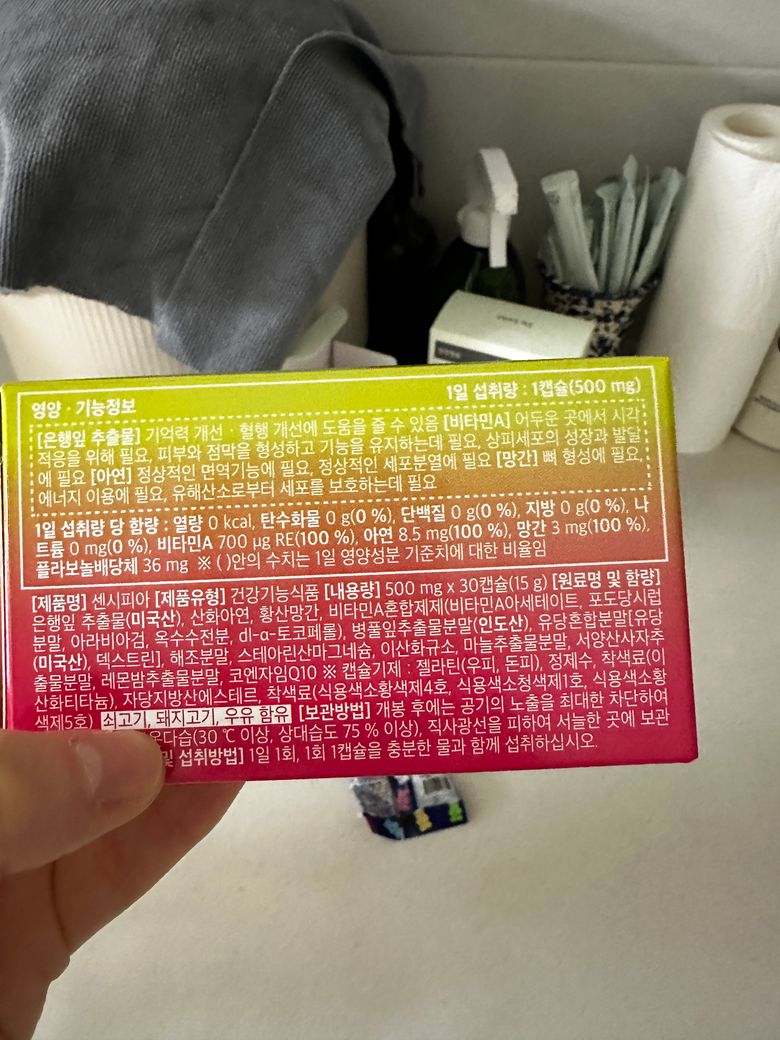 영양 · 기능정보
1일 섭취량 : 1캡슐(500 mg)
[은행잎 추출물] 기억력 개선 · 혈행 개선에 도움을 줄 수 있음 [비타민A] 어두운 곳에서 시각
적응을 위해 필요, 피부와 점막을 형성하고 기능을 유지하는데 필요, 상피세포의 성장과 발달
에 필요 [아연] 정상적인 면역기능에 필요, 정상적인 세포분열에 필요 [망간] 뼈 형성에 필요,
에너지 이용에 필요, 유해산소로부터 세포를 보호하는데 필요
1일 섭취량 당 함량 : 열량 0 kcal, 탄수화물 0 g(0 %), 단백질 0 g(0 %), 지방 0 g(0 %), 나
트륨 0 mg(0 %), 비타민A 700 µg RE(100 %), 아연 8.5 mg(100 %), 망간 3 mg(100 %),
플라보놀배당체 36 mg ※ ( )안의 수치는 1일 영양성분 기준치에 대한 비율임
[제품명] 센시피아 [제품유형] 건강기능식품 [내용량] 500 mg x 30캡슐(15 g) [원료명 및 함량]
은행잎 추출물(미국산), 산화아연, 황산망간, 비타민A혼합제제(비타민A아세테이트, 포도당시럽
분말, 아라비아검, 옥수수전분, dl-α-토코페롤), 병풀잎추출물분말(인도산), 유당혼합분말[유당
(미국산), 덱스트린], 해조분말, 스테아린산마그네슘, 이산화규소, 마늘추출물분말, 서양산사자추
출물분말, 레몬밤추출물분말, 코엔자임Q10 ※ 캡슐기제 : 젤라틴(우피, 돈피), 정제수, 착색료(이
산화티타늄), 자당지방산에스테르, 착색료(식용색소황색제4호, 식용색소청색제1호, 식용색소황
색제5호) 쇠고기, 돼지고기, 우유 함유 [보관방법] 개봉 후에는 공기의 노출을 최대한 차단하여
온다습(30 ℃ 이상, 상대습도 75 % 이상), 직사광선을 피하여 서늘한 곳에 보관
및 섭취방법] 1일 1회, 1회 1캡슐을 충분한 물과 함께 섭취하십시오.